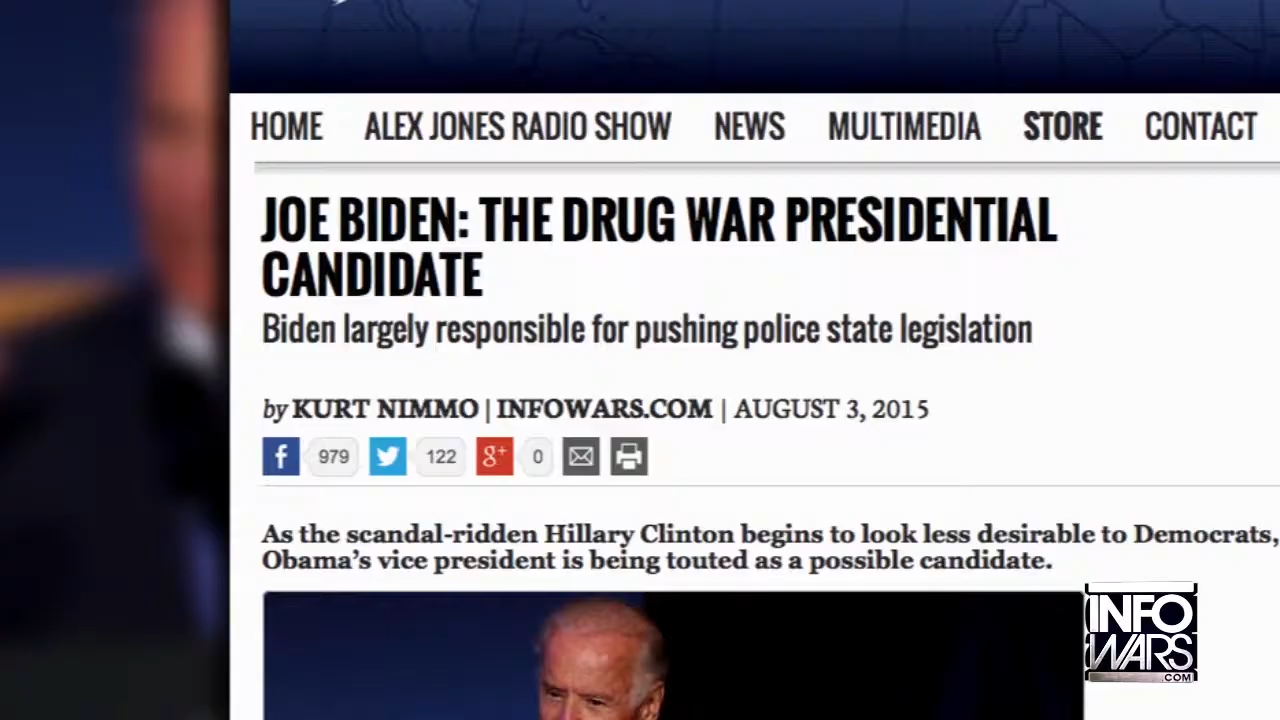 HOME ALEX JONES RADIO SHOW NEWS MULTIMEDIA STORE CONTACT
JOE BIDEN: THE DRUG WAR PRESIDENTIAL
CANDIDATE
Biden largely responsible for pushing police state legislation
by KURT NIMMO | INFOWARS.COM | AUGUST 3, 2015
f 979 122 g+ 0
As the scandal-ridden Hillary Clinton begins to look less desirable to Democrats,
Obama's vice president is being touted as a possible candidate.
INFO
WARS
.COM